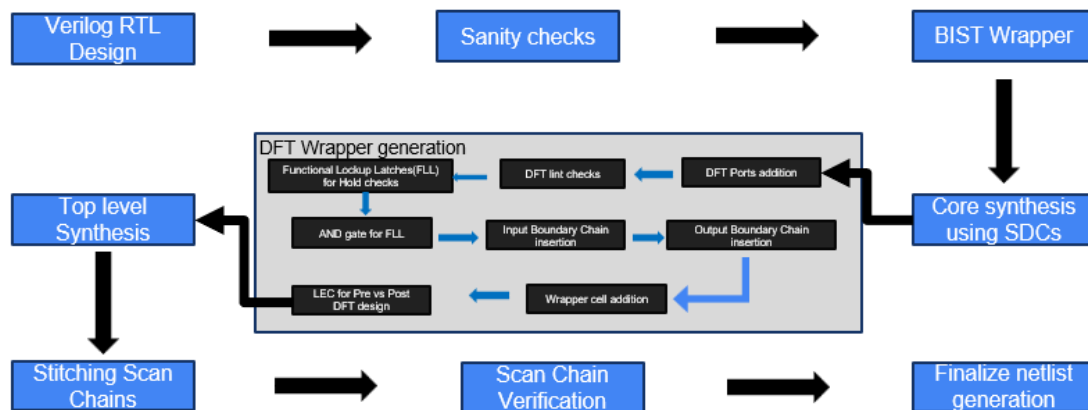 Verilog RTL
Design
Sanity checks
BIST Wrapper
DFT Wrapper generation
Functional Lockup Latches(FLL)
for Hold checks
DFT lint checks
DFT Ports addition
Top level
Synthesis
AND gate for FLL
Input Boundary Chain
insertion
Output Boundary Chain
insertion
Core synthesis
using SDCs
LEC for Pre vs Post
DFT design
Wrapper cell addition
Stitching Scan
Chains
Scan Chain
Verification
Finalize netlist
generation